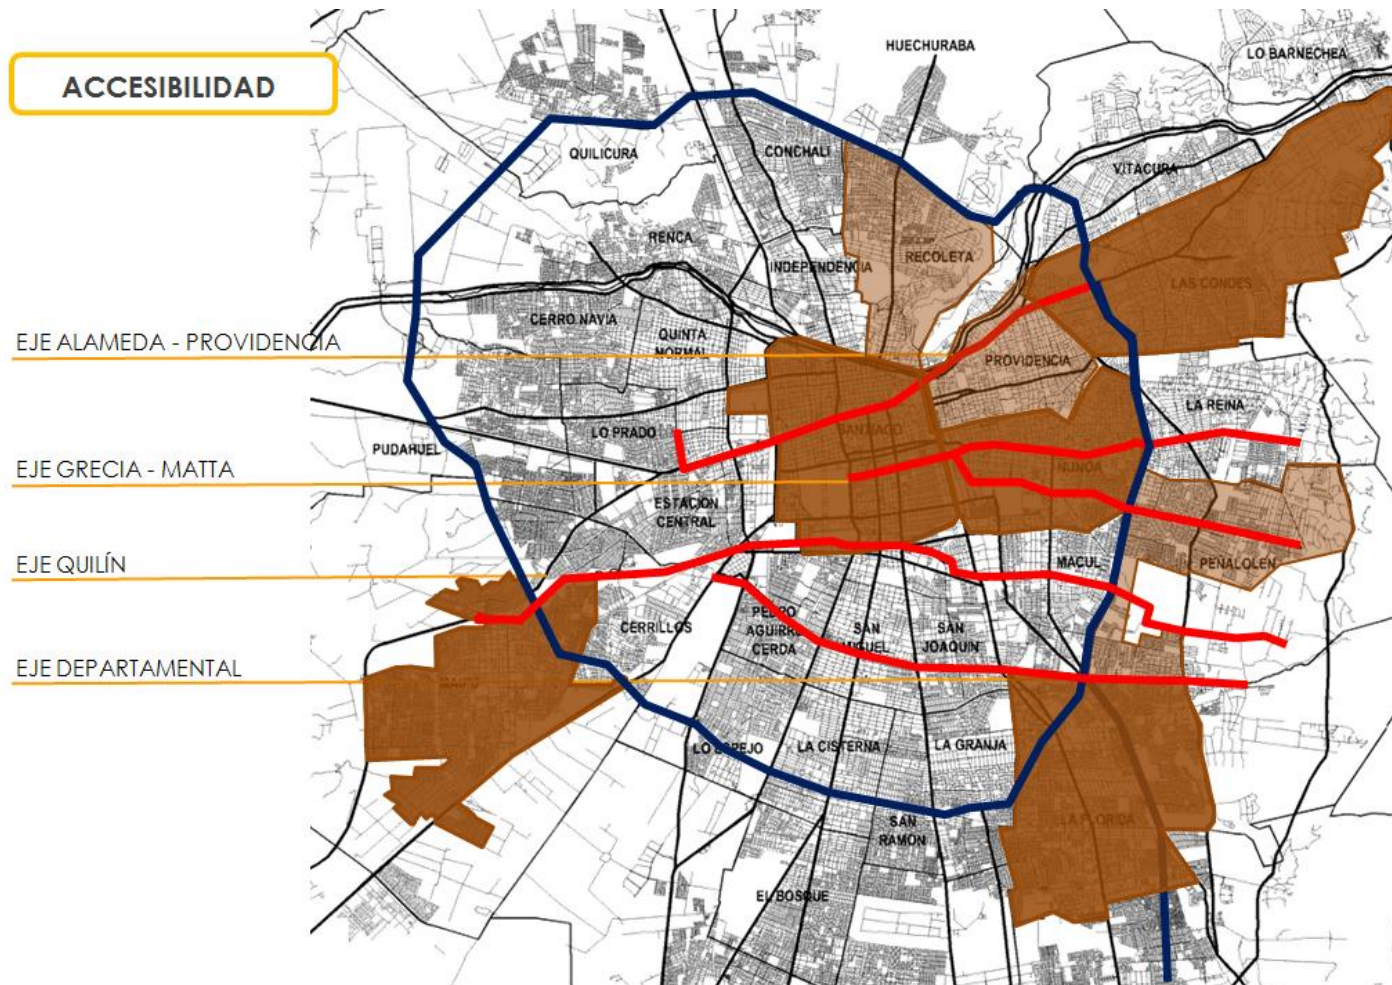 ACCESIBILIDAD
HUECHURABA
LO BARNECHEA
QUILICURA
CONCHALI
VITACURA
RENCA
INDEPENDENCIA
RECOLETA
LAS CONDES
CERRO NAVIA
QUINTA
NORMAL
EJE ALAMEDA - PROVIDENCIA
PROVIDENCIA
LA REINA
LO PRADO
SANTIAGO
PUDAHUEL
EJE GRECIA - MATTA
ÑUÑOA
ESTACION
CENTRAL
EJE QUILÍN
MACUL
PEÑALOLEN
CERRILLOS
PEDRO
AGUIRRE
CERDA
SAN
MIGUEL
SAN
JOAQUIN
EJE DEPARTAMENTAL
MAIPU
LO ESPEJO
LA CISTERNA
LA GRANJA
SAN
RAMON
LA FLORIDA
EL BOSQUE